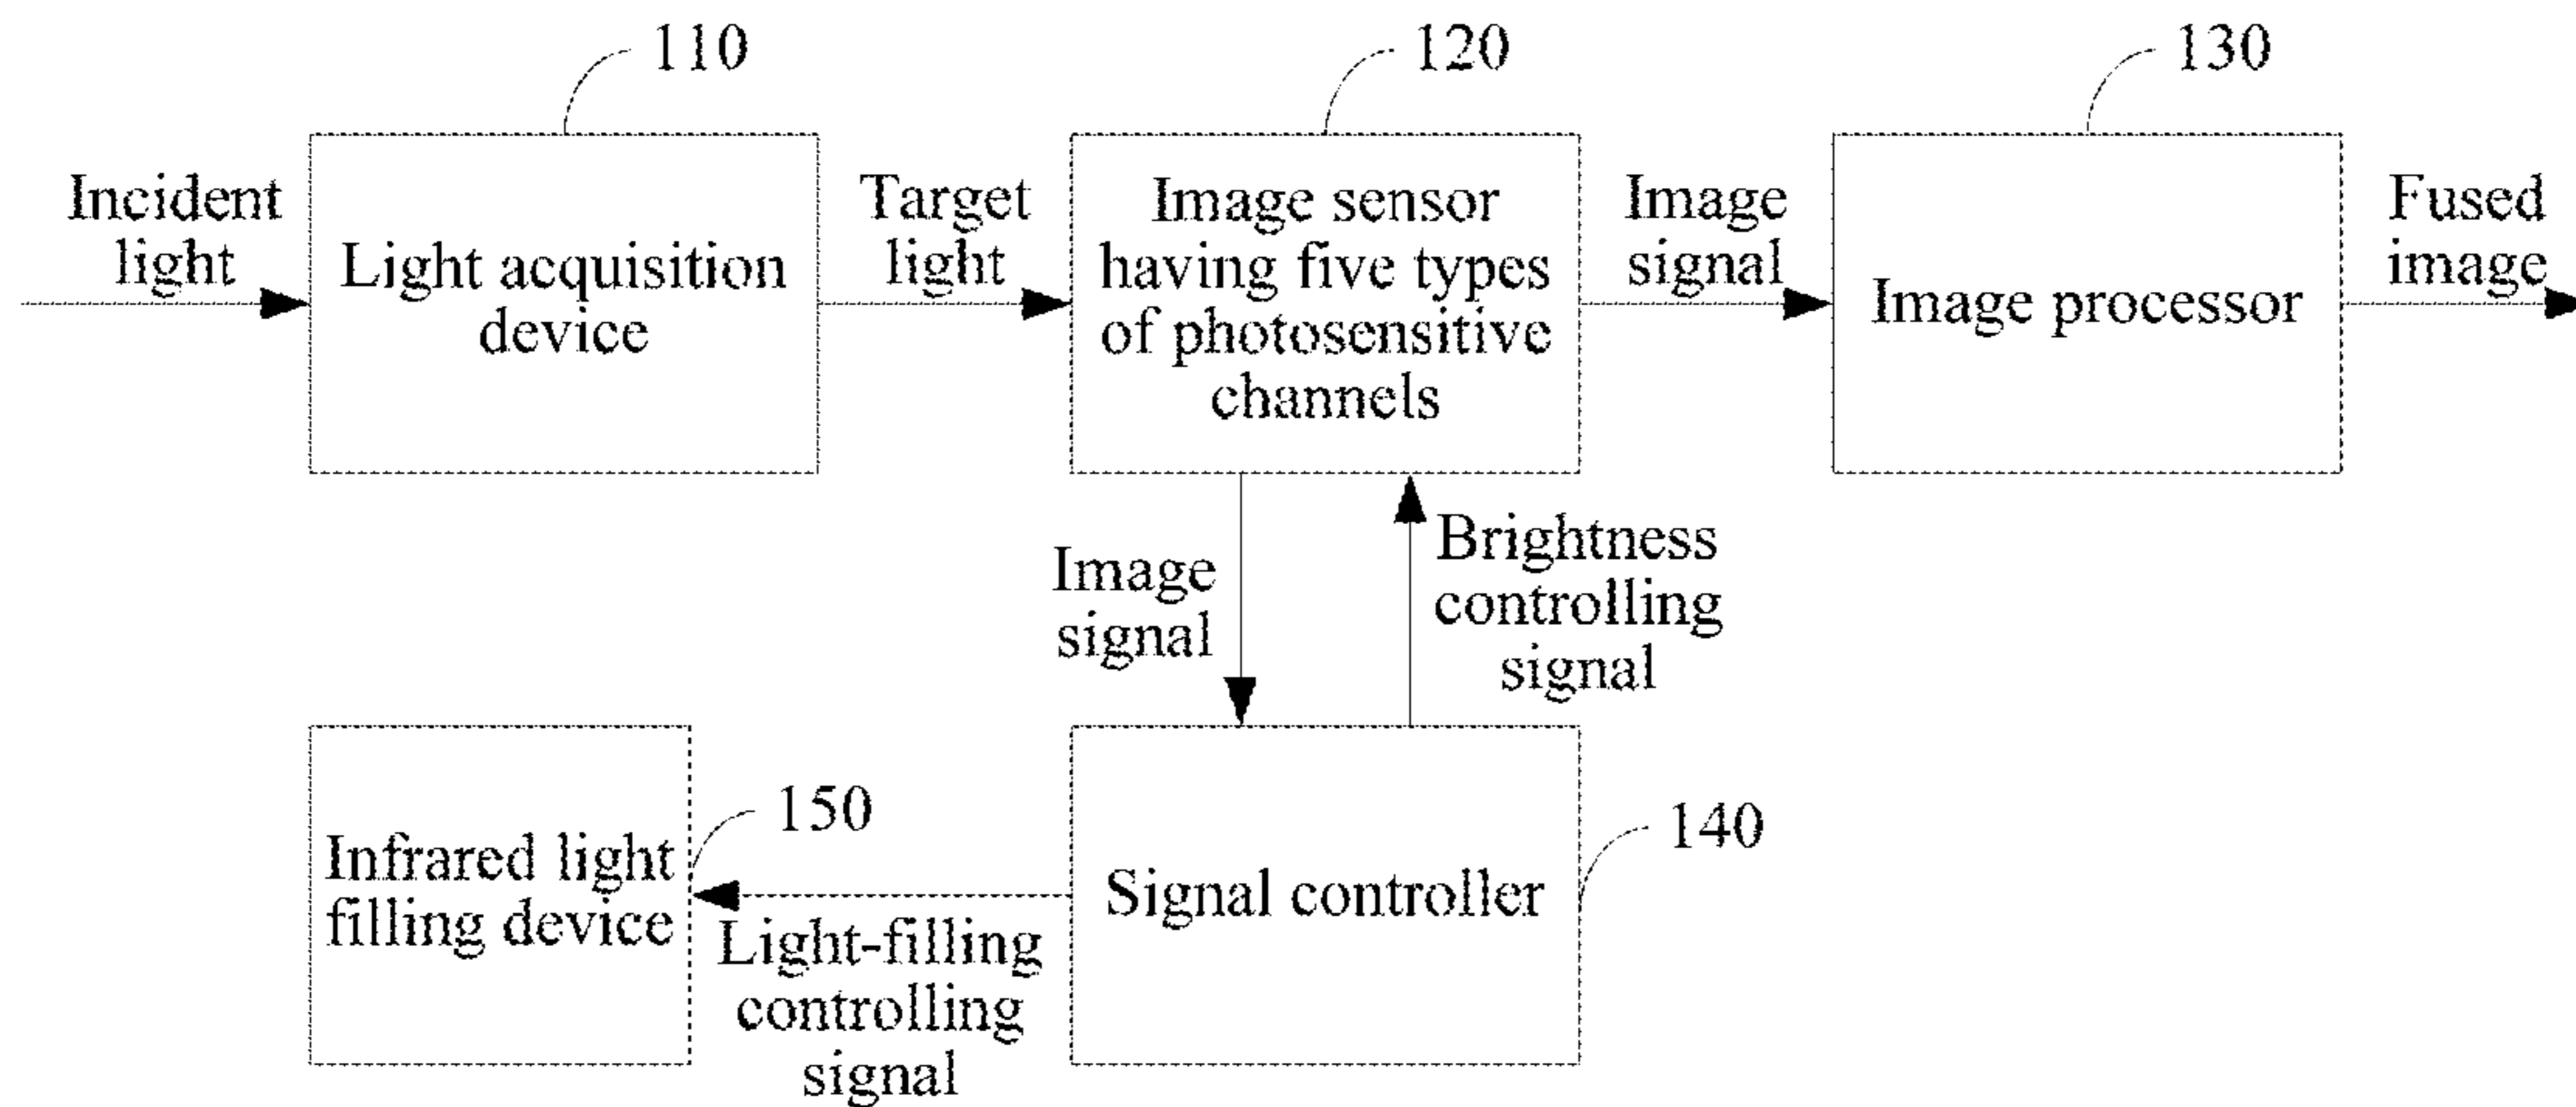 110
120
130
Incident
light
Light acquisition
device
Target
light
Image sensor
having five types
of photosensitive
channels
Image
signal
Image processor
Fused
image
Image
signal
Brightness
controlling
signal
Infrared light
filling device
150
Light-filling
controlling
signal
Signal controller
140